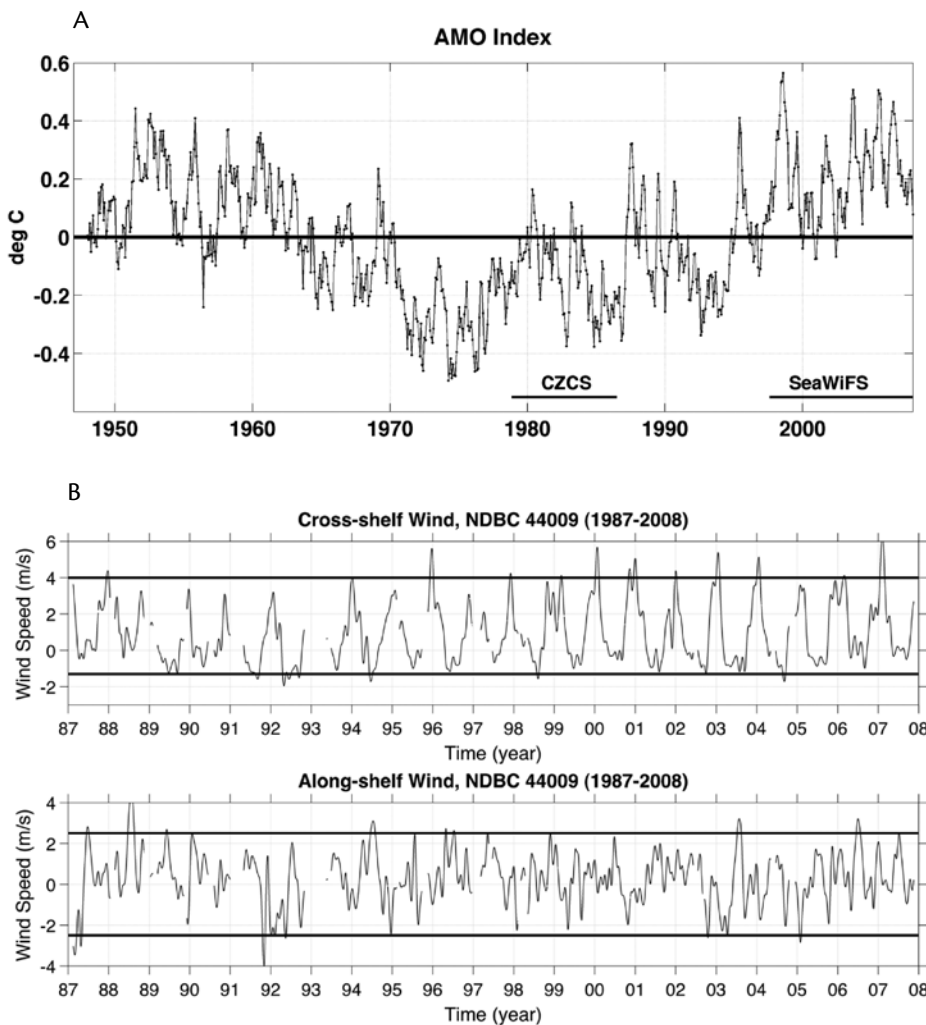 A
AMO Index
0.6
0.4
0.2
0
-0.2
-0.4
deg C
CZCS SeaWiFS
1950 1960 1970 1980 1990 2000
B
Cross-shelf Wind, NDBC 44009 (1987-2008)
6
4
2
0
-2
Wind Speed (m/s)
87 88 89 90 91 92 93 94 95 96 97 98 99 00 01 02 03 04 05 06 07 08
Time (year)
Along-shelf Wind, NDBC 44009 (1987-2008)
4
2
0
-2
-4
Wind Speed (m/s)
87 88 89 90 91 92 93 94 95 96 97 98 99 00 01 02 03 04 05 06 07 08
Time (year)